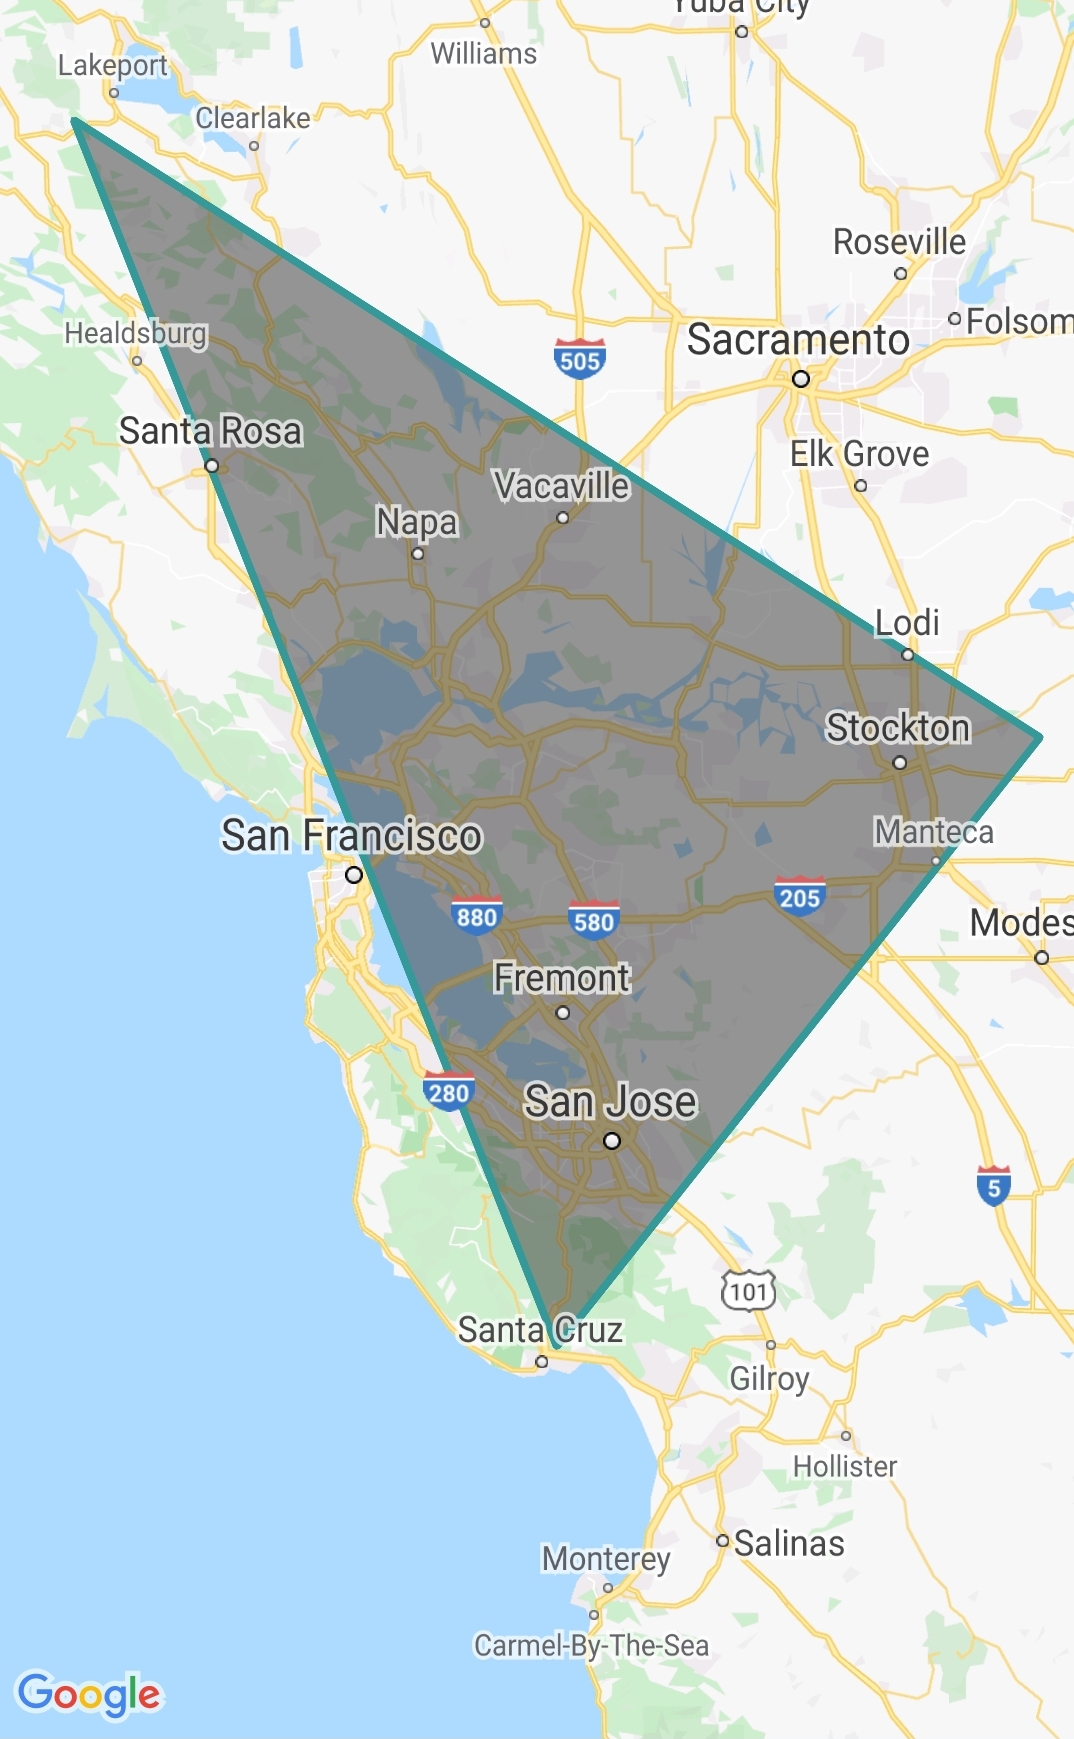 Yuba City
Williams
Lakeport
Clearlake
Roseville
Folsom
Healdsburg
Sacramento
505
Santa Rosa
Elk Grove
Vacaville
Napa
Lodi
Stockton
San Francisco
Manteca
205
880
580
Modes
Fremont
280
San Jose
5
101
Santa Cruz
Gilroy
Hollister
Salinas
Monterey
Carmel-By-The-Sea
Google